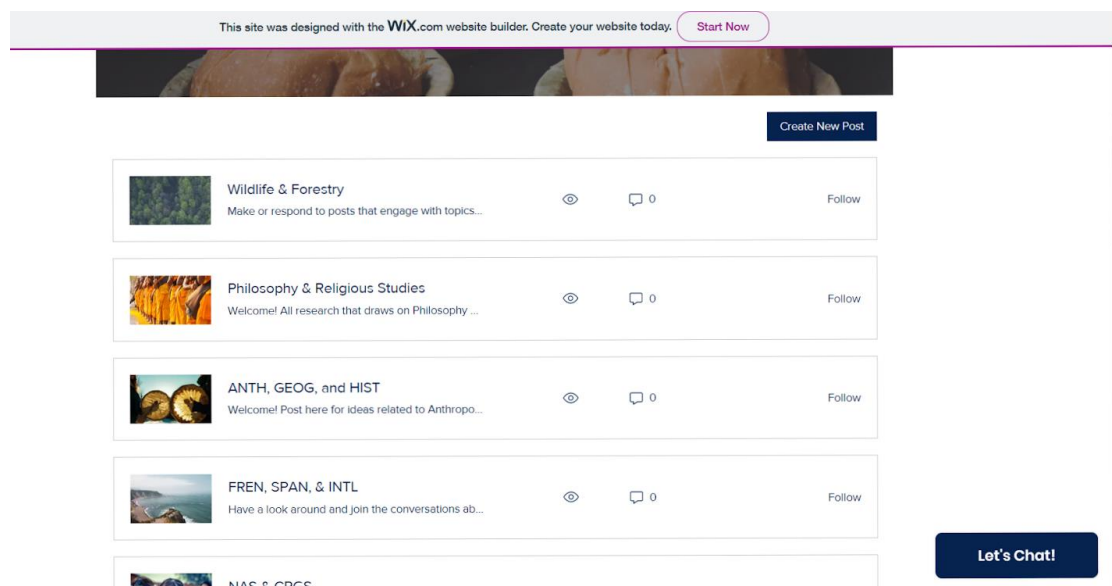 This site was designed with the WiX.com website builder. Create your website today. Start Now
Create New Post
Wildlife & Forestry
Make or respond to posts that engage with topics...
0
Follow
Philosophy & Religious Studies
Welcome! All research that draws on Philosophy ...
0
Follow
ANTH, GEOG, and HIST
Welcome! Post here for ideas related to Anthropo...
0
Follow
FREN, SPAN, & INTL
Have a look around and join the conversations ab...
0
Follow
Let's Chat!
NAS & CRGS